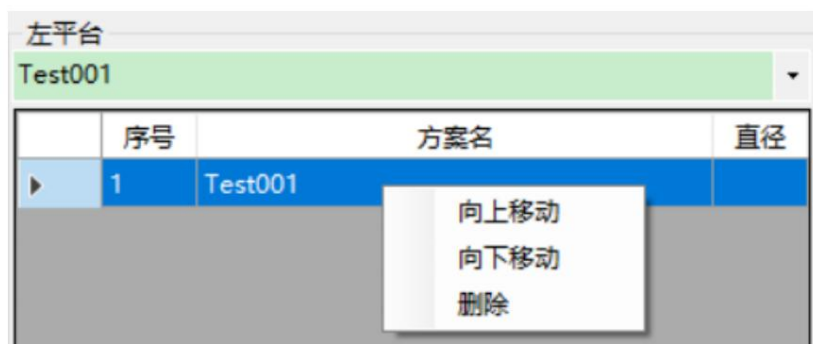 左平台
Test001
序号 方案名 直径
1 Test001
向上移动
向下移动
删除